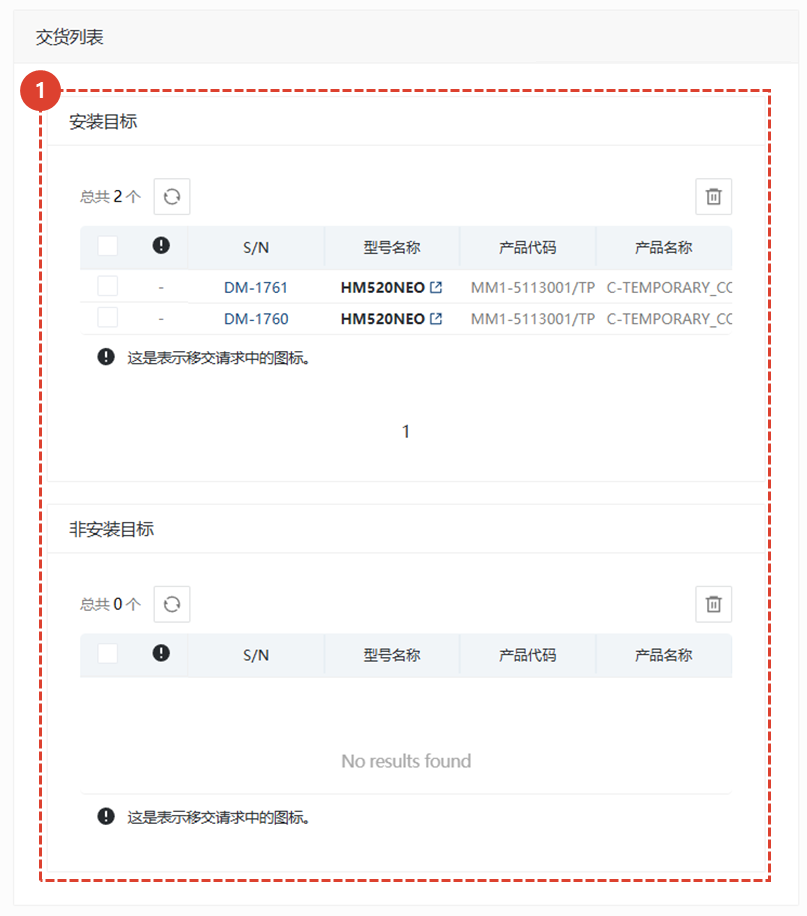 交货列表
1
安装目标
总共 2 个
S/N 型号名称 产品代码 产品名称
- DM-1761 HM520NEO MM1-5113001/TP C-TEMPORARY_CC
- DM-1760 HM520NEO MM1-5113001/TP C-TEMPORARY_CC
这是表示移交请求中的图标。
1
非安装目标
总共 0 个
S/N 型号名称 产品代码 产品名称
No results found
这是表示移交请求中的图标。